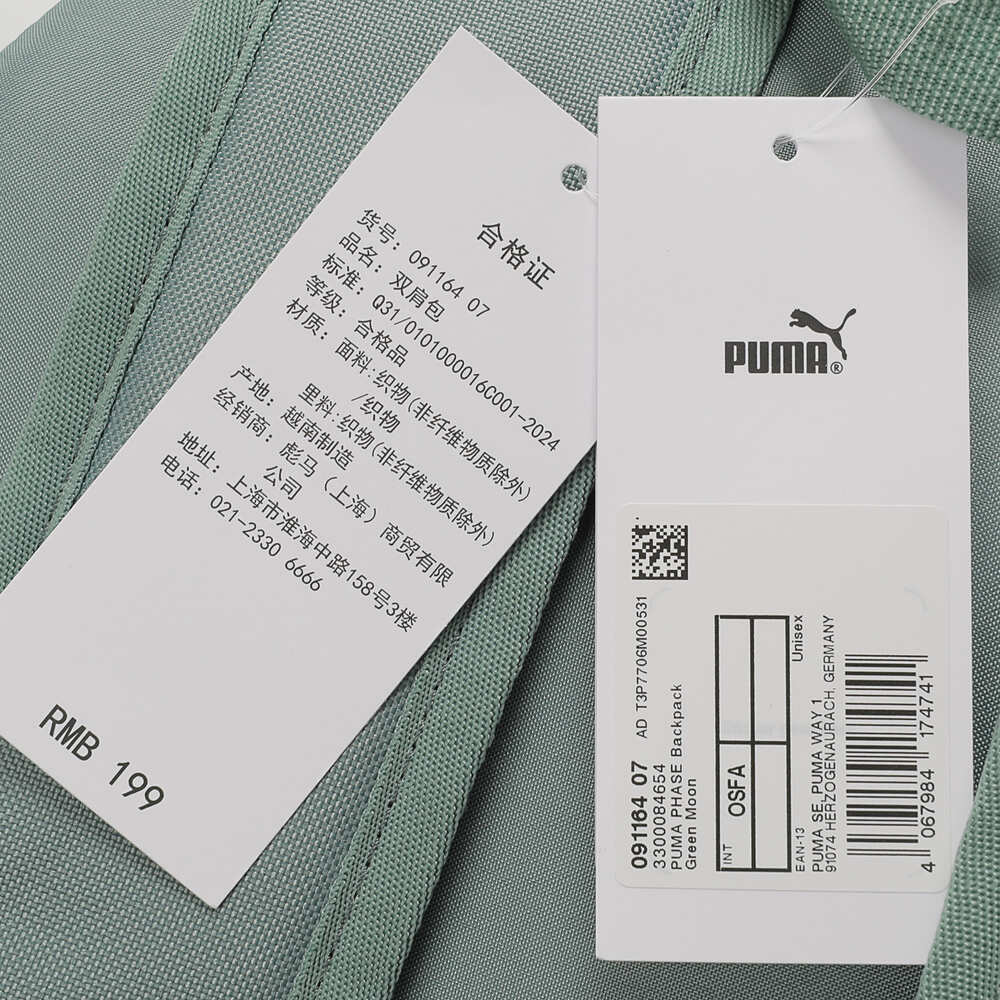 合格证
货号: 091164 07
品名: 双肩包
标准: Q31/0101000016C001-2024
等级: 合格品
材质: 面料:织物(非纤维物质除外)
/织物
里料:织物(非纤维物质除外)
产地: 越南制造
经销商: 彪马（上海）商贸有限
公司
地址: 上海市淮海中路158号3楼
电话: 021-2330 6666
RMB 199
PUMA®
091164 07 AD T3P7706M00531
3300084654
PUMA PHASE Backpack
Green Moon
INT OSFA
Unisex
EAN-13
PUMA SE, PUMA WAY 1
91074 HERZOGENAURACH, GERMANY
4 067984 174741